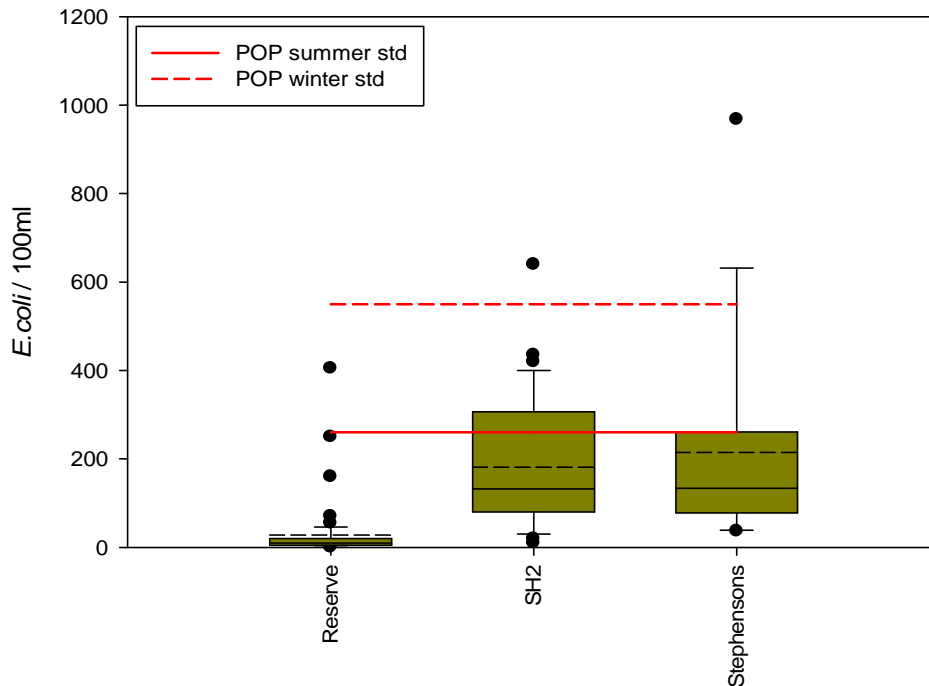 POP summer std
POP winter std
1200
1000
800
600
400
200
0
E.coli / 100ml
Reserve
SH2
Stephensons